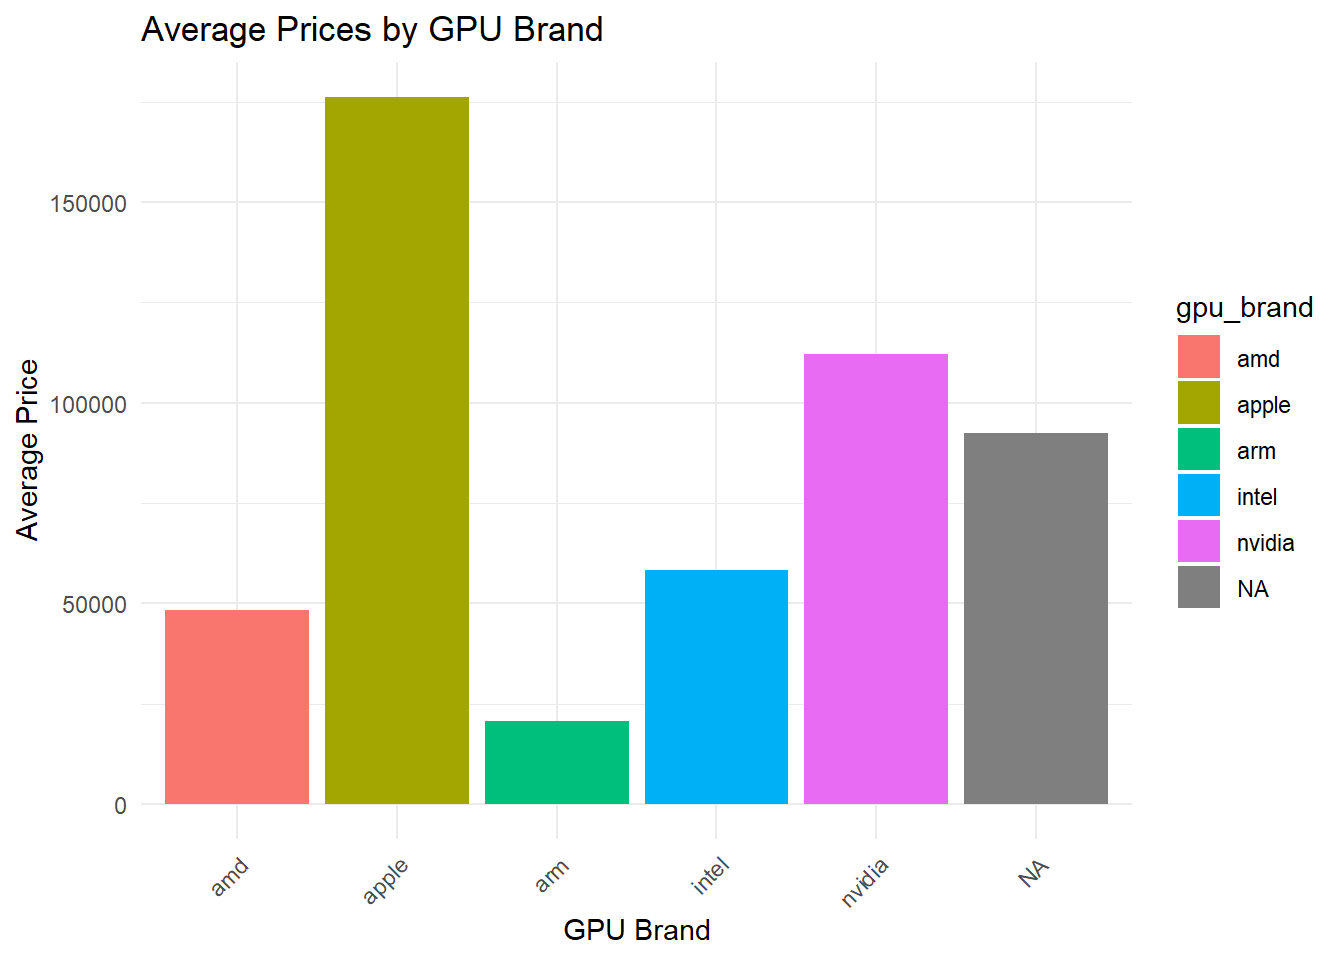 Average Prices by GPU Brand
150000
100000
50000
0
Average Price
amd
apple
arm
intel
nvidia
NA
GPU Brand
gpu_brand
amd
apple
arm
intel
nvidia
NA